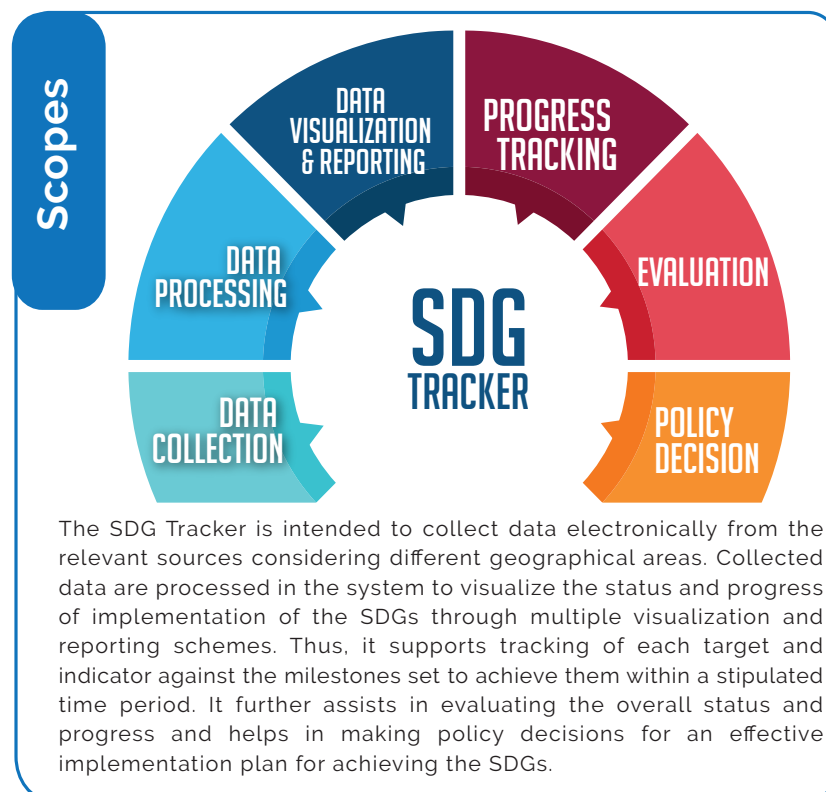 Scopes
DATA
VISUALIZATION
& REPORTING
PROGRESS
TRACKING
DATA
PROCESSING
EVALUATION
SDG
TRACKER
DATA
COLLECTION
POLICY
DECISION
The SDG Tracker is intended to collect data electronically from the
relevant sources considering different geographical areas. Collected
data are processed in the system to visualize the status and progress
of implementation of the SDGs through multiple visualization and
reporting schemes. Thus, it supports tracking of each target and
indicator against the milestones set to achieve them within a stipulated
time period. It further assists in evaluating the overall status and
progress and helps in making policy decisions for an effective
implementation plan for achieving the SDGs.